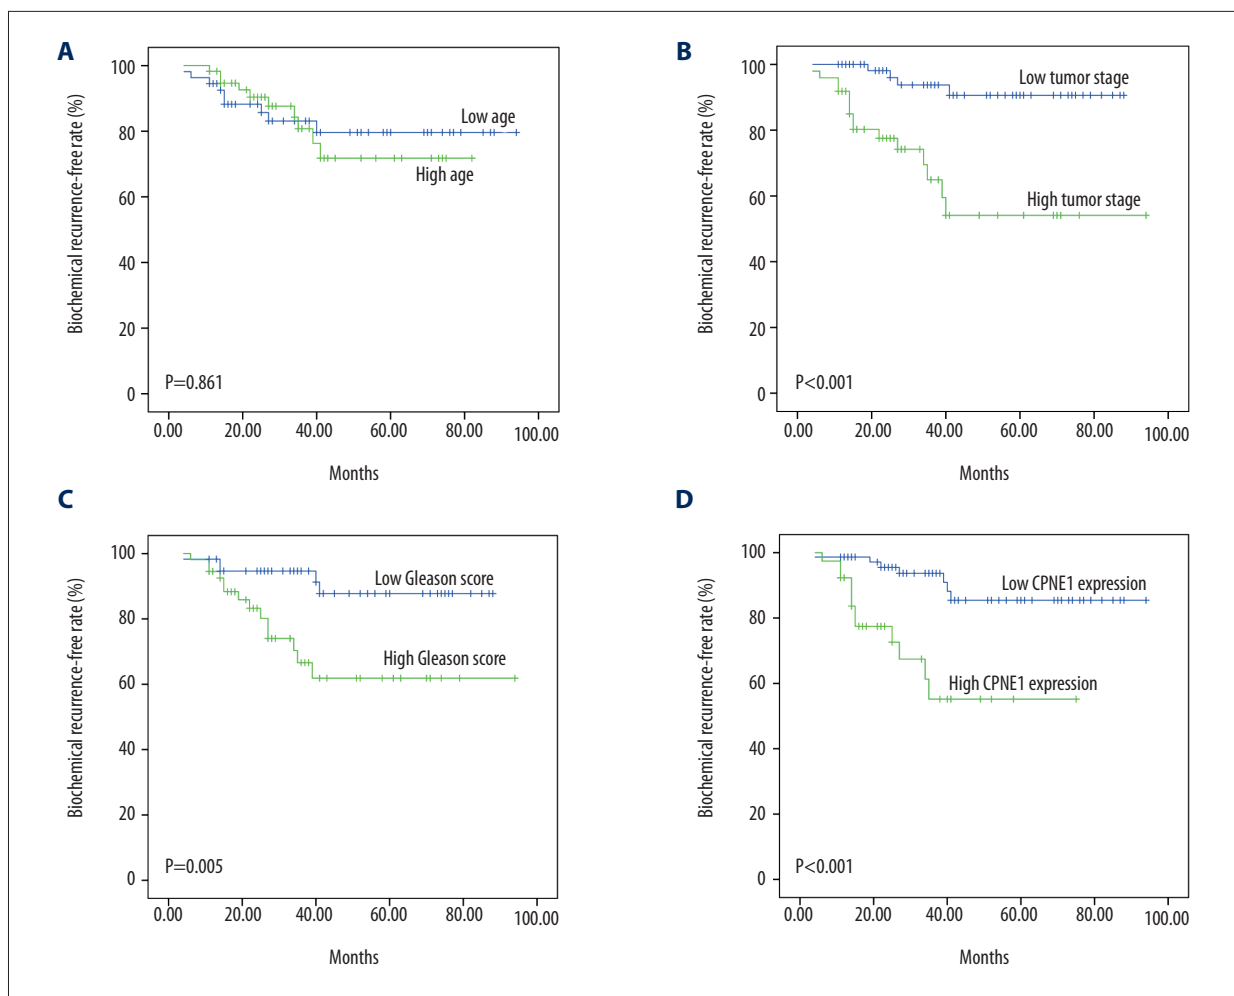 A
Biochemical recurrence-free rate (%)
100
80
60
40
20
0
Low age
High age
P=0.861
0.00 20.00 40.00 60.00 80.00 100.00
Months
B
Biochemical recurrence-free rate (%)
100
80
60
40
20
0
Low tumor stage
High tumor stage
P<0.001
0.00 20.00 40.00 60.00 80.00 100.00
Months
C
Biochemical recurrence-free rate (%)
100
80
60
40
20
0
Low Gleason score
High Gleason score
P=0.005
0.00 20.00 40.00 60.00 80.00 100.00
Months
D
Biochemical recurrence-free rate (%)
100
80
60
40
20
0
Low CPNE1 expression
High CPNE1 expression
P<0.001
0.00 20.00 40.00 60.00 80.00 100.00
Months